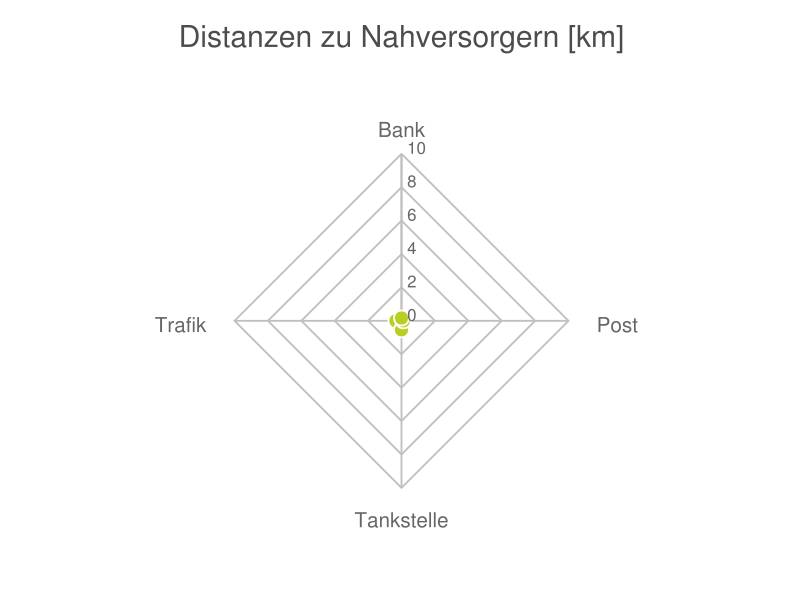 Distanzen zu Nahversorgern [km]
Bank
10
8
6
4
2
0
Trafik
Post
Tankstelle